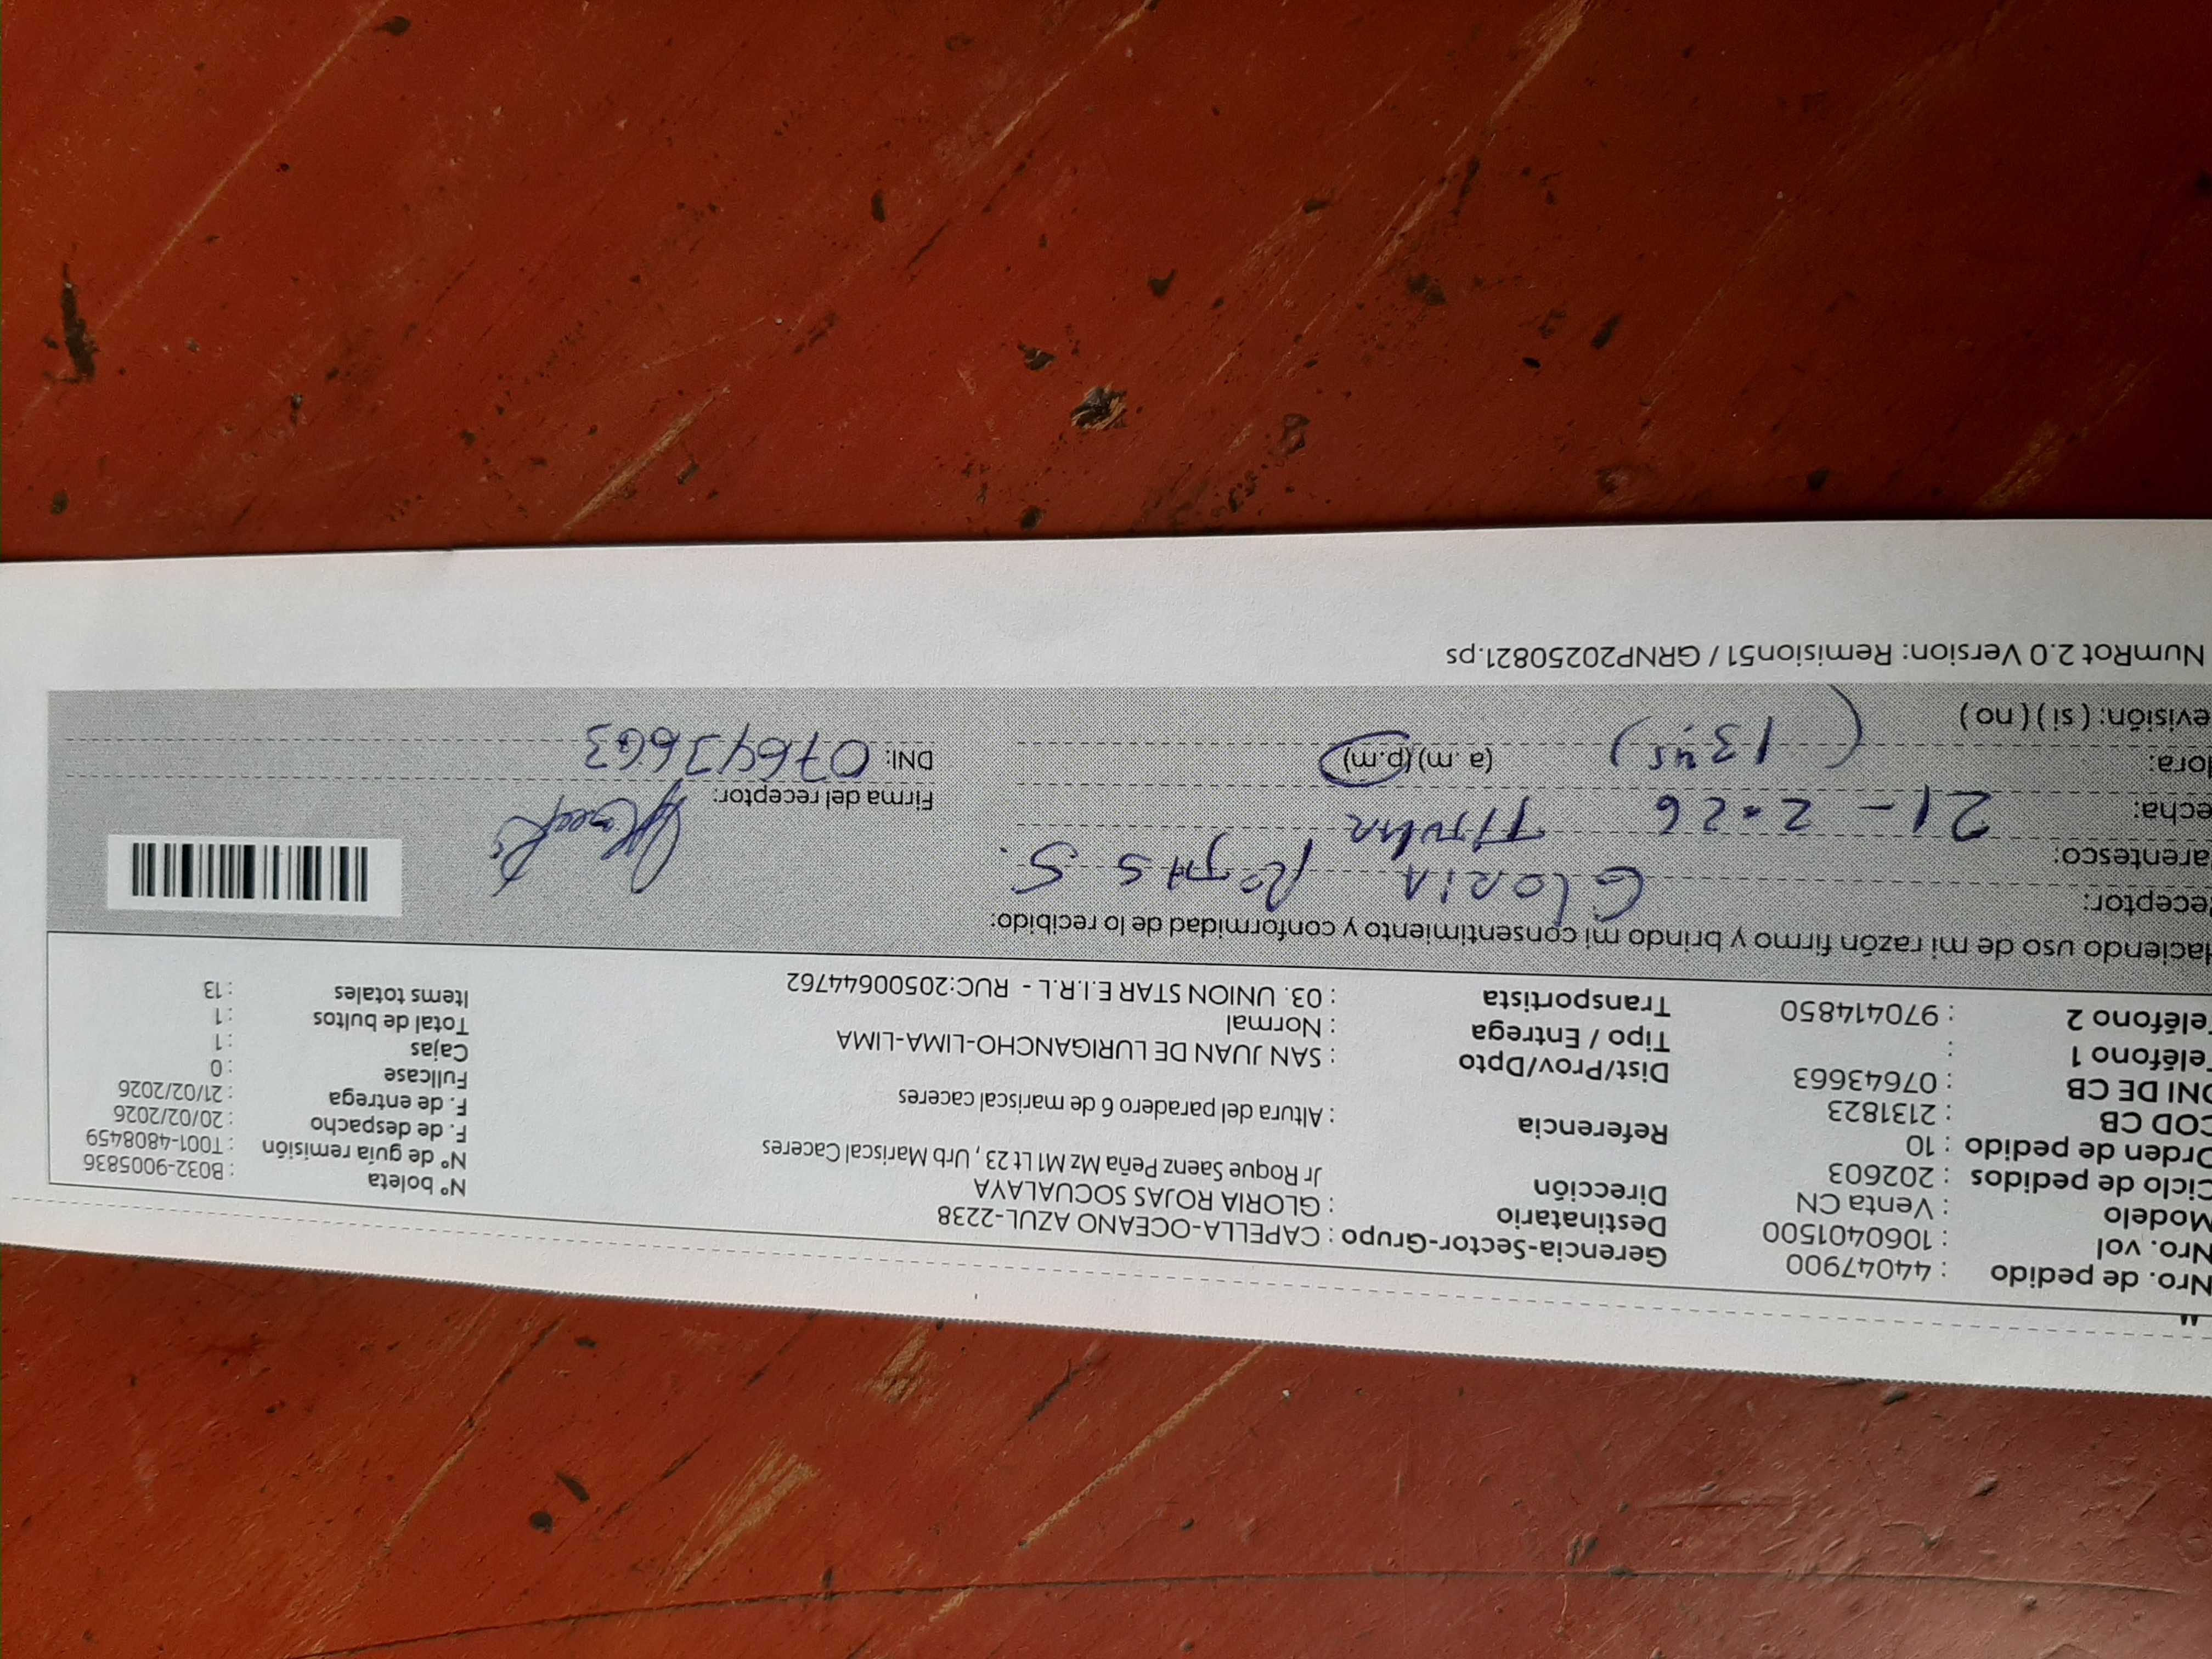 Nro. de pedido : 44047900
Nro. vol : 1060401500
Modelo : Venta CN
Ciclo de pedidos : 202603
Orden de pedido : 10
COD CB : 2131823
DNI DE CB : 07643663
Teléfono 1 :
Teléfono 2 : 970414850
Gerencia-Sector-Grupo : CAPELLA-OCEANO AZUL-2238
Destinatario : GLORIA ROJAS SOCUALAYA
Dirección Jr Roque Saenz Peña Mz M1 Lt 23 , Urb Mariscal Caceres
Referencia : Altura del paradero 6 de mariscal caceres
Dist/Prov/Dpto : SAN JUAN DE LURIGANCHO-LIMA-LIMA
Tipo / Entrega : Normal
Transportista : 03. UNION STAR E.I.R.L - RUC:20500644762
Nº boleta : B032-9005836
Nº de guía remisión : T001-4808459
F. de despacho : 20/02/2026
F. de entrega : 21/02/2026
Fullcase : 0
Cajas : 1
Total de bultos : 1
Items totales : 13
Haciendo uso de mi razón firmo y brindo mi consentimiento y conformidad de lo recibido:
eceptor: GLORIA ROJAS S.
arentesco: Titular
echa: 21 - 2-26
lora: (13:45) (a. m) (p.m)
evisión: ( si ) ( no )
Firma del receptor:
DNI: 07643663
NumRot 2.0 Version: Remision51 / GRNP20250821.ps